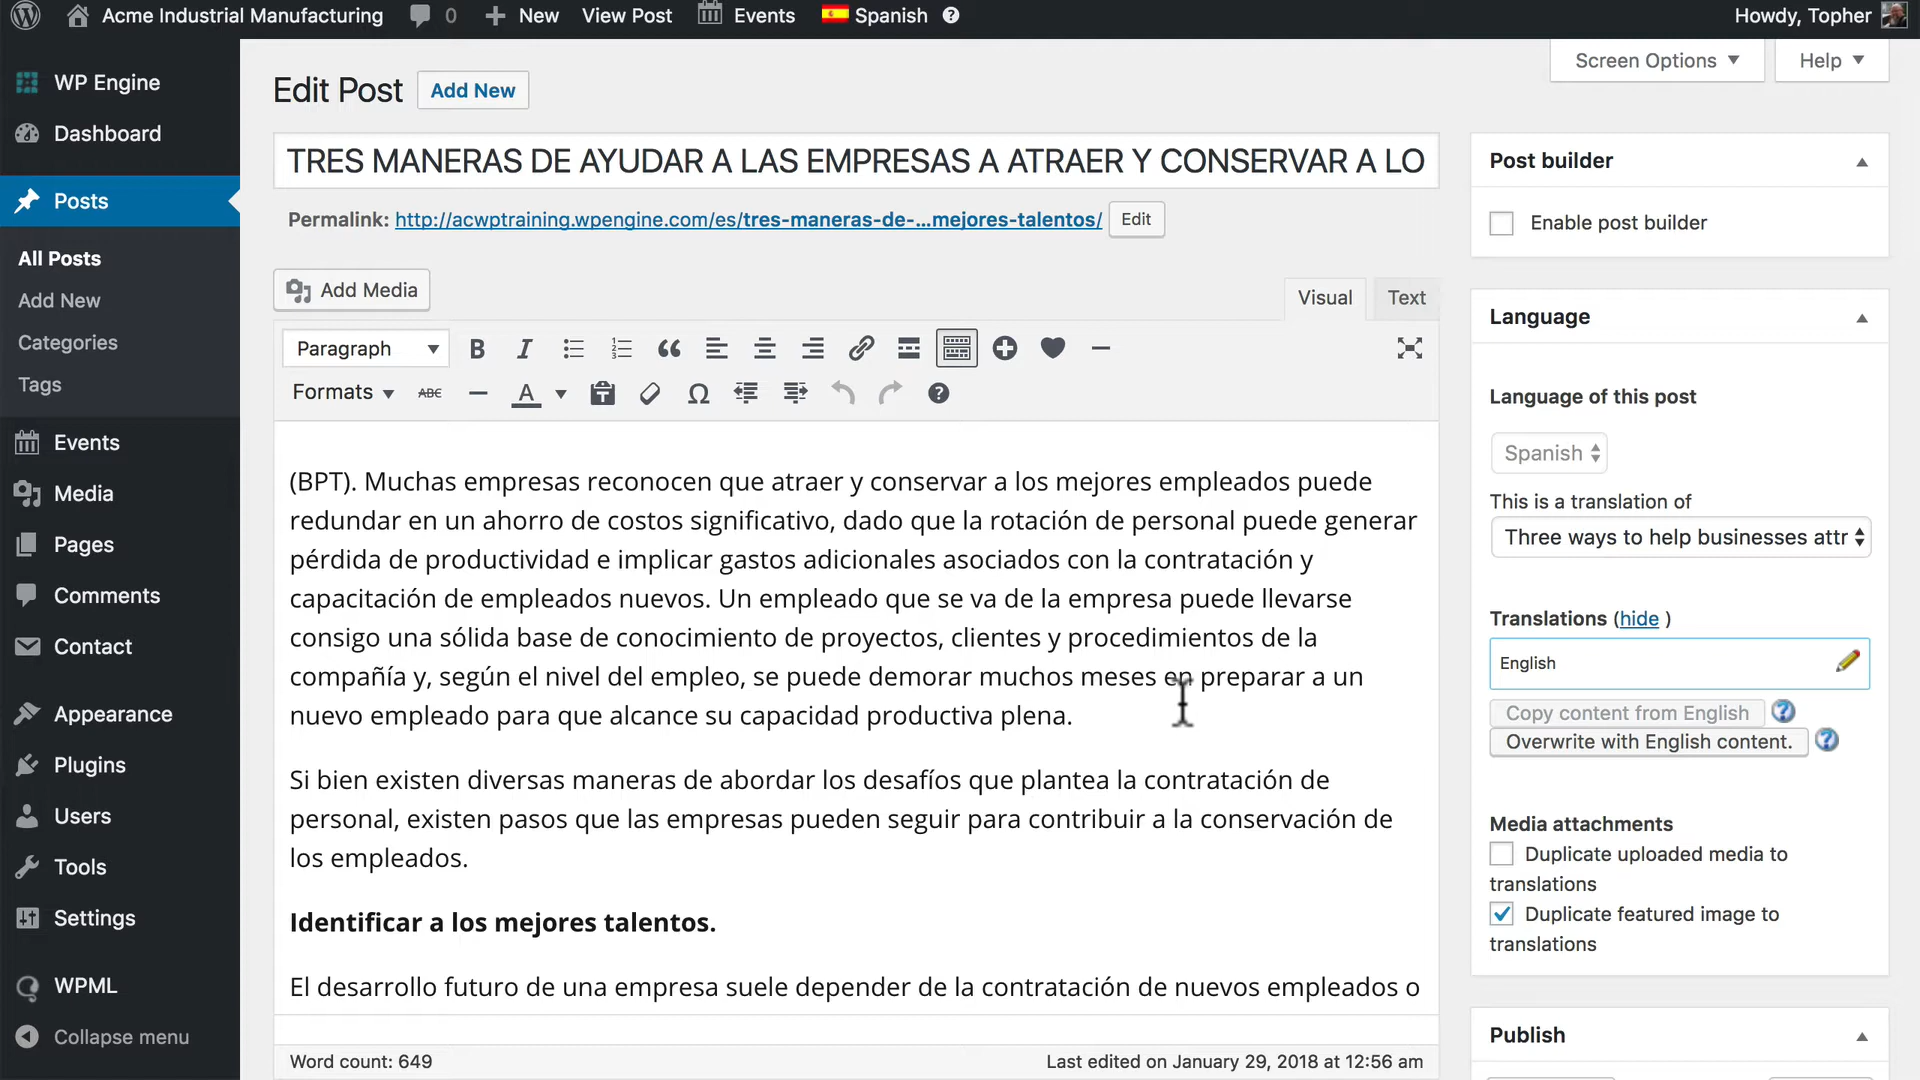 Acme Industrial Manufacturing 0 New View Post Events Spanish Howdy, Topher
WP Engine
Dashboard
Posts
All Posts
Add New
Categories
Tags
Events
Media
Pages
Comments
Contact
Appearance
Plugins
Users
Tools
Settings
WPML
Collapse menu
Screen Options Help
Edit Post Add New
TRES MANERAS DE AYUDAR A LAS EMPRESAS A ATRAER Y CONSERVAR A LO
Permalink: http://acwptraining.wpengine.com/es/tres-maneras-de-…mejores-talentos/ Edit
Add Media
Visual Text
Paragraph B I
Formats ABC A Ω
(BPT). Muchas empresas reconocen que atraer y conservar a los mejores empleados puede
redundar en un ahorro de costos significativo, dado que la rotación de personal puede generar
pérdida de productividad e implicar gastos adicionales asociados con la contratación y
capacitación de empleados nuevos. Un empleado que se va de la empresa puede llevarse
consigo una sólida base de conocimiento de proyectos, clientes y procedimientos de la
compañía y, según el nivel del empleo, se puede demorar muchos meses en preparar a un
nuevo empleado para que alcance su capacidad productiva plena.
Si bien existen diversas maneras de abordar los desafíos que plantea la contratación de
personal, existen pasos que las empresas pueden seguir para contribuir a la conservación de
los empleados.
Identificar a los mejores talentos.
El desarrollo futuro de una empresa suele depender de la contratación de nuevos empleados o
Word count: 649 Last edited on January 29, 2018 at 12:56 am
Post builder
Enable post builder
Language
Language of this post
Spanish
This is a translation of
Three ways to help businesses attr
Translations (hide )
English
Copy content from English
Overwrite with English content.
Media attachments
Duplicate uploaded media to
translations
Duplicate featured image to
translations
Publish